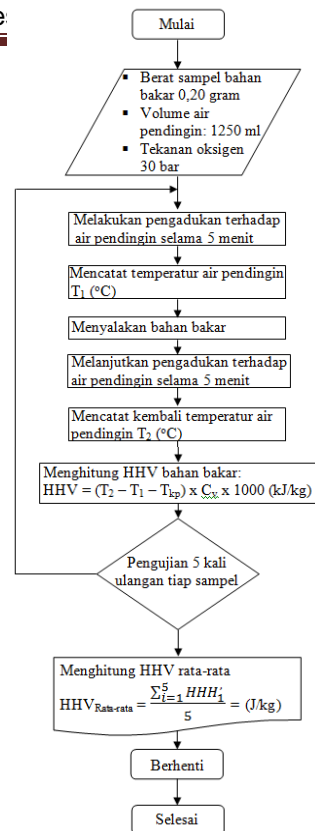 Mulai
▪ Berat sampel bahan
bakar 0,20 gram
▪ Volume air
pendingin: 1250 ml
▪ Tekanan oksigen
30 bar
Melakukan pengadukan terhadap
air pendingin selama 5 menit
Mencatat temperatur air pendingin
T₁ (°C)
Menyalakan bahan bakar
Melanjutkan pengadukan terhadap
air pendingin selama 5 menit
Mencatat kembali temperatur air
pendingin T₂ (°C)
Menghitung HHV bahan bakar:
HHV = (T₂ – T₁ – Tkp) x Cv x 1000 (kJ/kg)
Pengujian 5 kali
ulangan tiap sampel
Menghitung HHV rata-rata
HHVRata-rata = ∑⁵ᵢ₌₁ HHH₁' / 5 = (J/kg)
Berhenti
Selesai